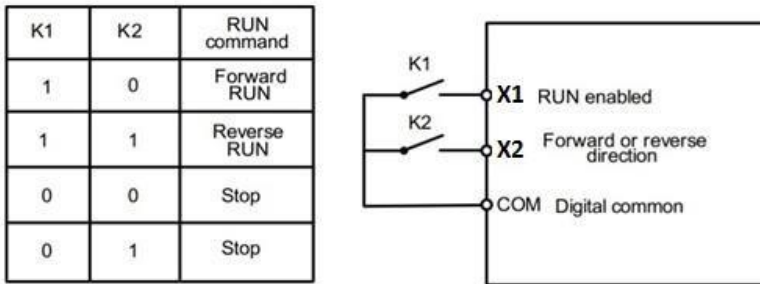 K1 K2 RUN
command
1 0 Forward
RUN
1 1 Reverse
RUN
0 0 Stop
0 1 Stop
K1
X1 RUN enabled
K2
X2 Forward or reverse
direction
COM Digital common